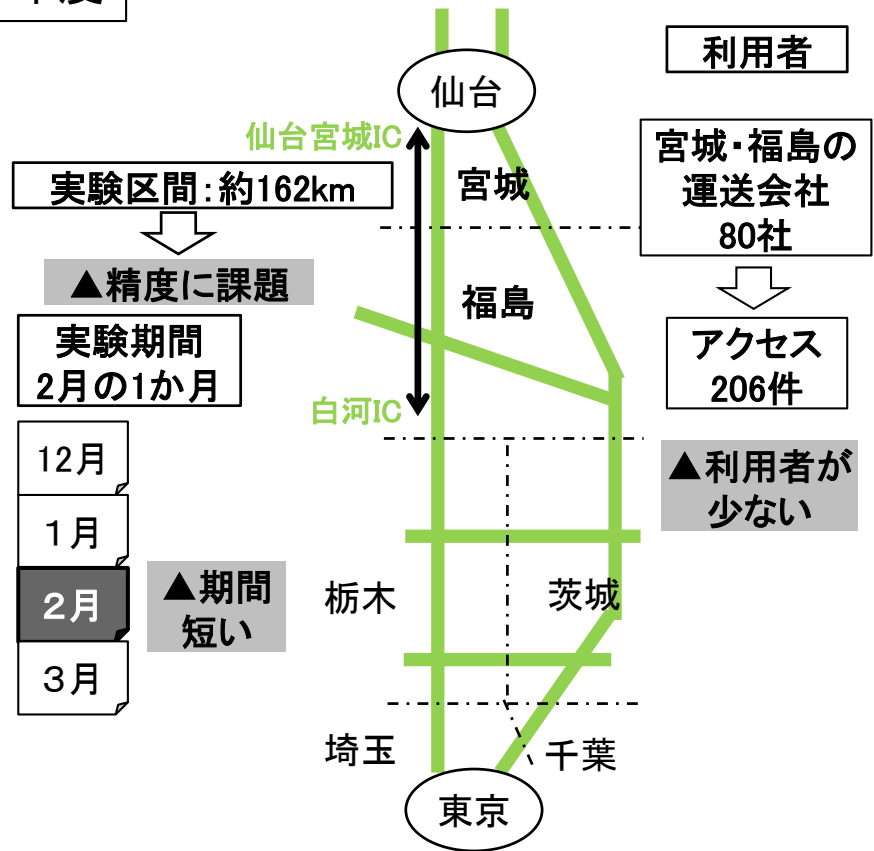 年度
利用者
仙台
仙台宮城IC
宮城・福島の
運送会社
80社
実験区間：約162km
宮城
▲精度に課題
福島
実験期間
2月の1か月
アクセス
206件
白河IC
12月
▲利用者が
少ない
1月
2月
▲期間
短い
栃木
茨城
3月
埼玉
千葉
東京